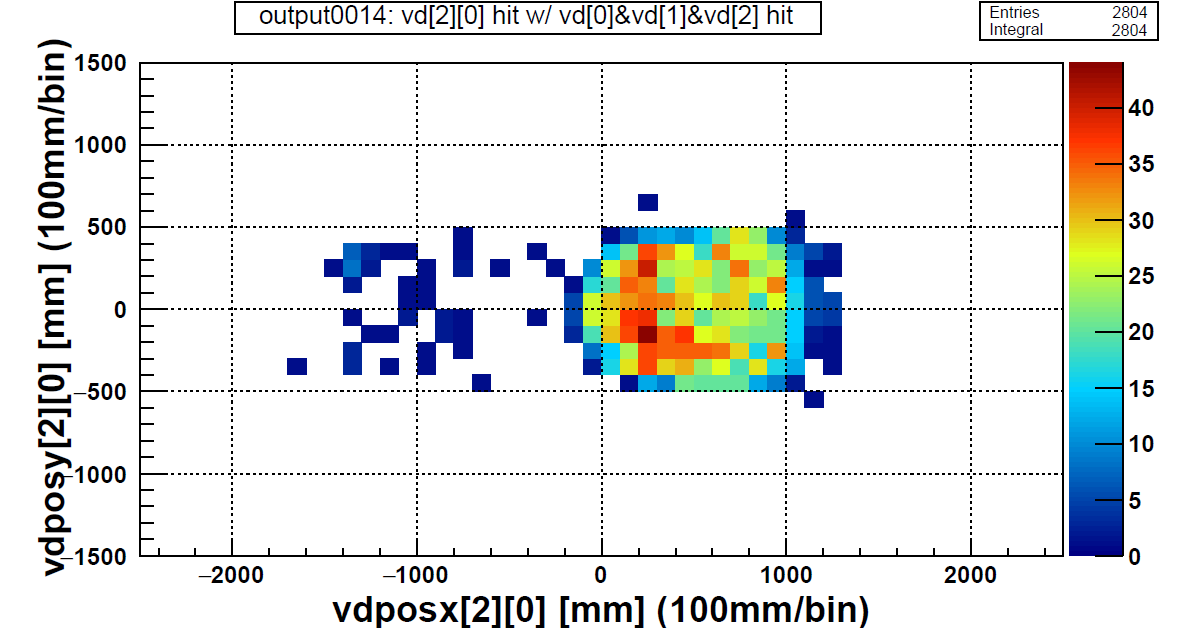 output0014: vd[2][0] hit w/ vd[0]&vd[1]&vd[2] hit
Entries 2804
Integral 2804
vdposy[2][0] [mm] (100mm/bin)
1500
1000
500
0
−500
−1000
−1500
−2000 −1000 0 1000 2000
vdposx[2][0] [mm] (100mm/bin)
40
35
30
25
20
15
10
5
0